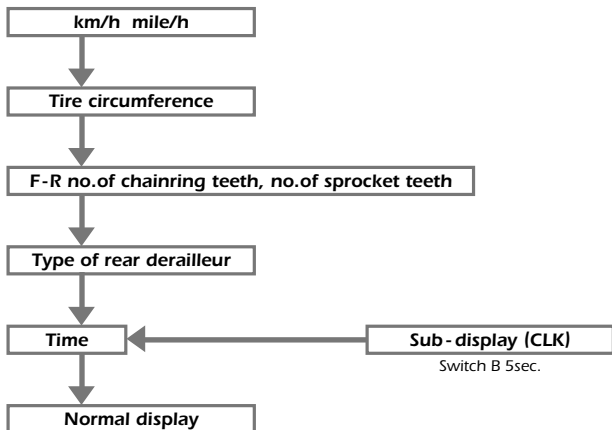 km/h mile/h
Tire circumference
F-R no.of chainring teeth, no.of sprocket teeth
Type of rear derailleur
Time
Sub-display (CLK)
Switch B 5sec.
Normal display